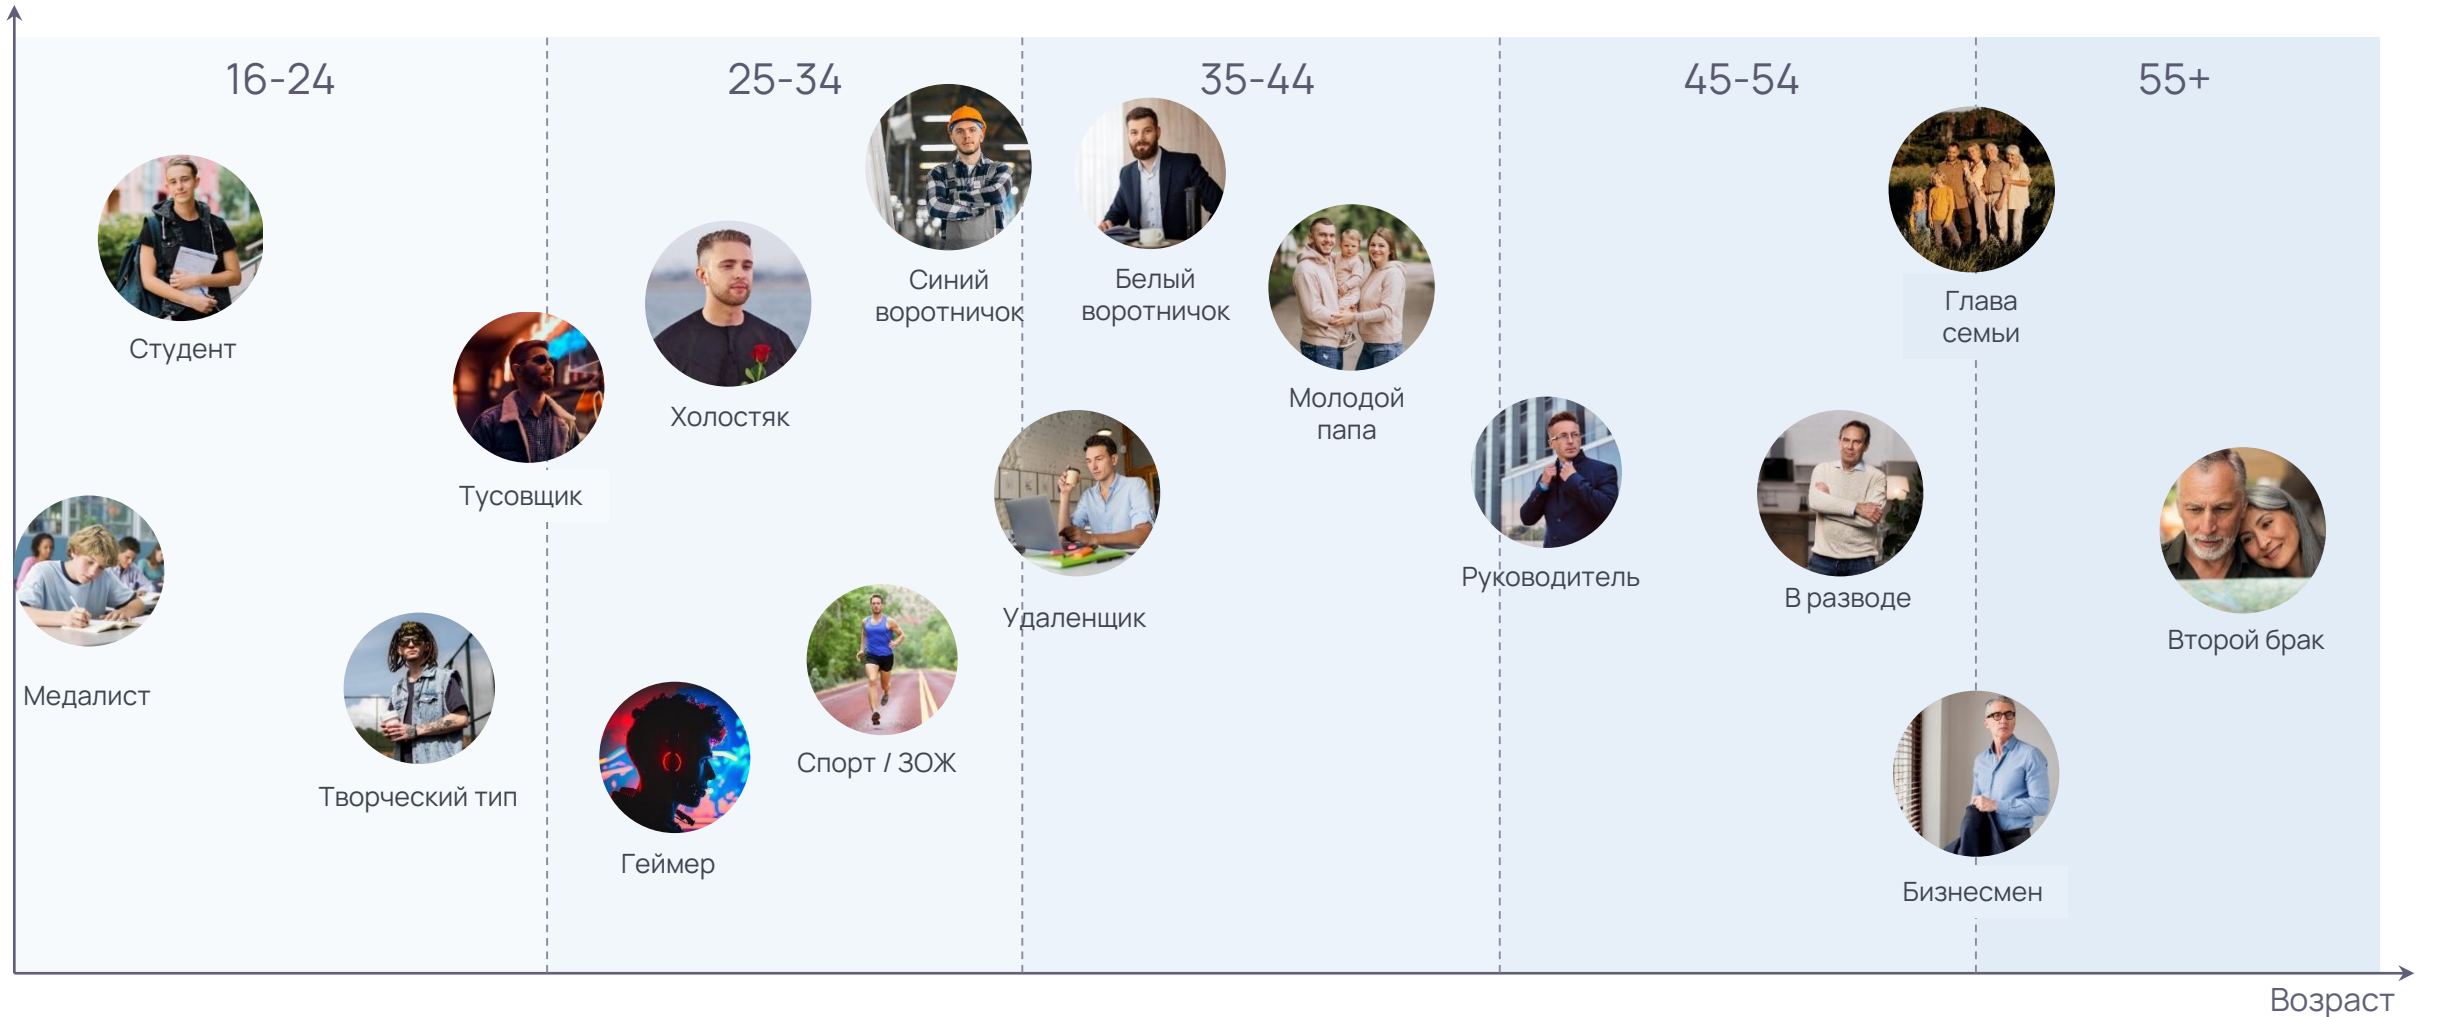 16-24
25-34
35-44
45-54
55+
Студент
Медалист
Творческий тип
Тусовщик
Холостяк
Геймер
Спорт / ЗОЖ
Синий
воротничок
Удаленщик
Белый
воротничок
Молодой
папа
Руководитель
В разводе
Глава
семьи
Бизнесмен
Второй брак
Возраст